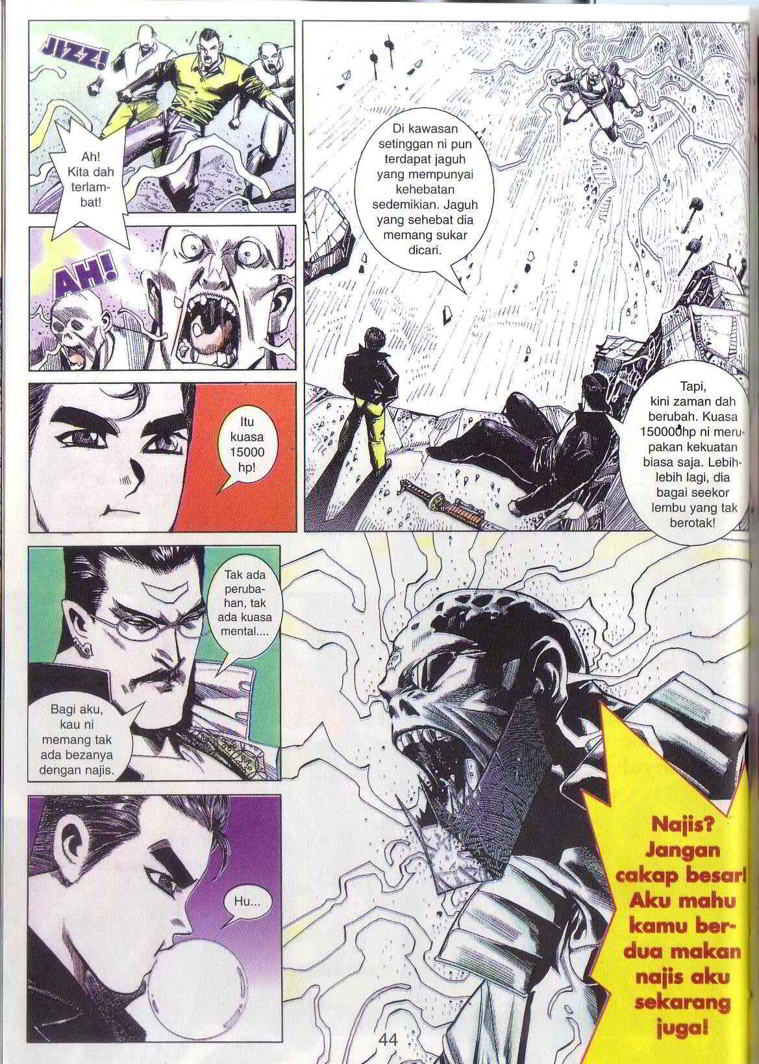 JIZZ!
Ah!
Kita dah
terlam-
bat!
AH!
Itu
kuasa
15000
hp!
Di kawasan
setinggan ni pun
terdapat jaguh
yang mempunyai
kehebatan
sedemikian. Jaguh
yang sehebat dia
memang sukar
dicari.
Tapi,
kini zaman dah
berubah. Kuasa
150000hp ni meru-
pakan kekuatan
biasa saja. Lebih-
lebih lagi, dia
bagai seekor
lembu yang tak
berotak!
Tak ada
peruba-
han, tak
ada kuasa
mental....
Bagi aku,
kau ni
memang tak
ada bezanya
dengan najis.
Najis?
Jangan
cakap besar!
Aku mahu
kamu ber-
dua makan
najis aku
sekarang
juga!
Hu...
44